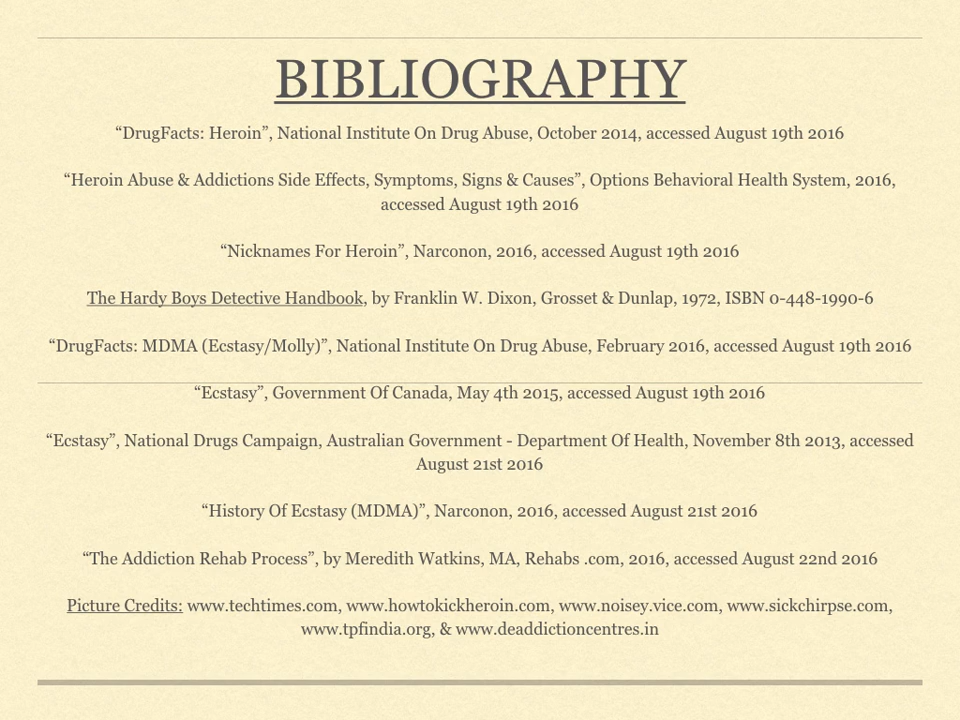 BIBLIOGRAPHY
“DrugFacts: Heroin”, National Institute On Drug Abuse, October 2014, accessed August 19th 2016
“Heroin Abuse & Addictions Side Effects, Symptoms, Signs & Causes”, Options Behavioral Health System, 2016,
accessed August 19th 2016
“Nicknames For Heroin”, Narconon, 2016, accessed August 19th 2016
The Hardy Boys Detective Handbook, by Franklin W. Dixon, Grosset & Dunlap, 1972, ISBN 0-448-1990-6
“DrugFacts: MDMA (Ecstasy/Molly)”, National Institute On Drug Abuse, February 2016, accessed August 19th 2016
“Ecstasy”, Government Of Canada, May 4th 2015, accessed August 19th 2016
“Ecstasy”, National Drugs Campaign, Australian Government - Department Of Health, November 8th 2013, accessed
August 21st 2016
“History Of Ecstasy (MDMA)”, Narconon, 2016, accessed August 21st 2016
“The Addiction Rehab Process”, by Meredith Watkins, MA, Rehabs .com, 2016, accessed August 22nd 2016
Picture Credits: www.techtimes.com, www.howtokickheroin.com, www.noisey.vice.com, www.sickchirpse.com,
www.tpfindia.org, & www.deaddictioncentres.in